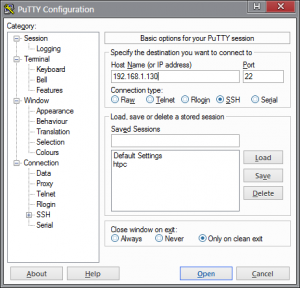 PuTTY Configuration
Category:
Session
Logging
Terminal
Keyboard
Bell
Features
Window
Appearance
Behaviour
Translation
Selection
Colours
Connection
Data
Proxy
Telnet
Rlogin
SSH
Serial
Basic options for your PuTTY session
Specify the destination you want to connect to
Host Name (or IP address) Port
192.168.1.130 22
Connection type:
Raw Telnet Rlogin SSH Serial
Load, save or delete a stored session
Saved Sessions
Default Settings
htpc
Load
Save
Delete
Close window on exit:
Always Never Only on clean exit
About Help Open Cancel